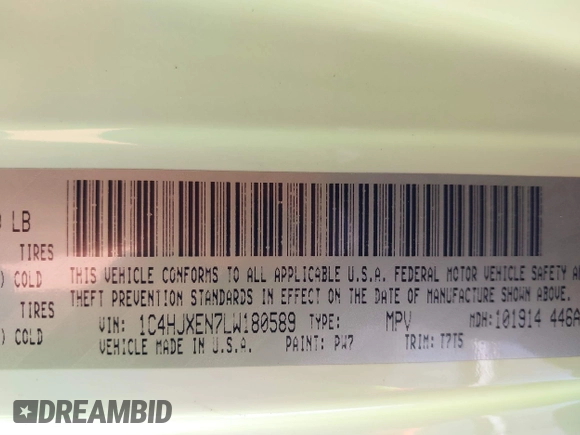 LB
TIRES
) COLD
THIS VEHICLE CONFORMS TO ALL APPLICABLE U.S.A. FEDERAL MOTOR VEHICLE SAFETY
THEFT PREVENTION STANDARDS IN EFFECT ON THE DATE OF MANUFACTURE SHOWN ABOVE.
TIRES
VIN: 1C4HJXEN7LW180589 TYPE: MPV MDH: 101914 446A
) COLD
VEHICLE MADE IN U.S.A. PAINT: PW7 TRIM: T7T5
DREAMBID